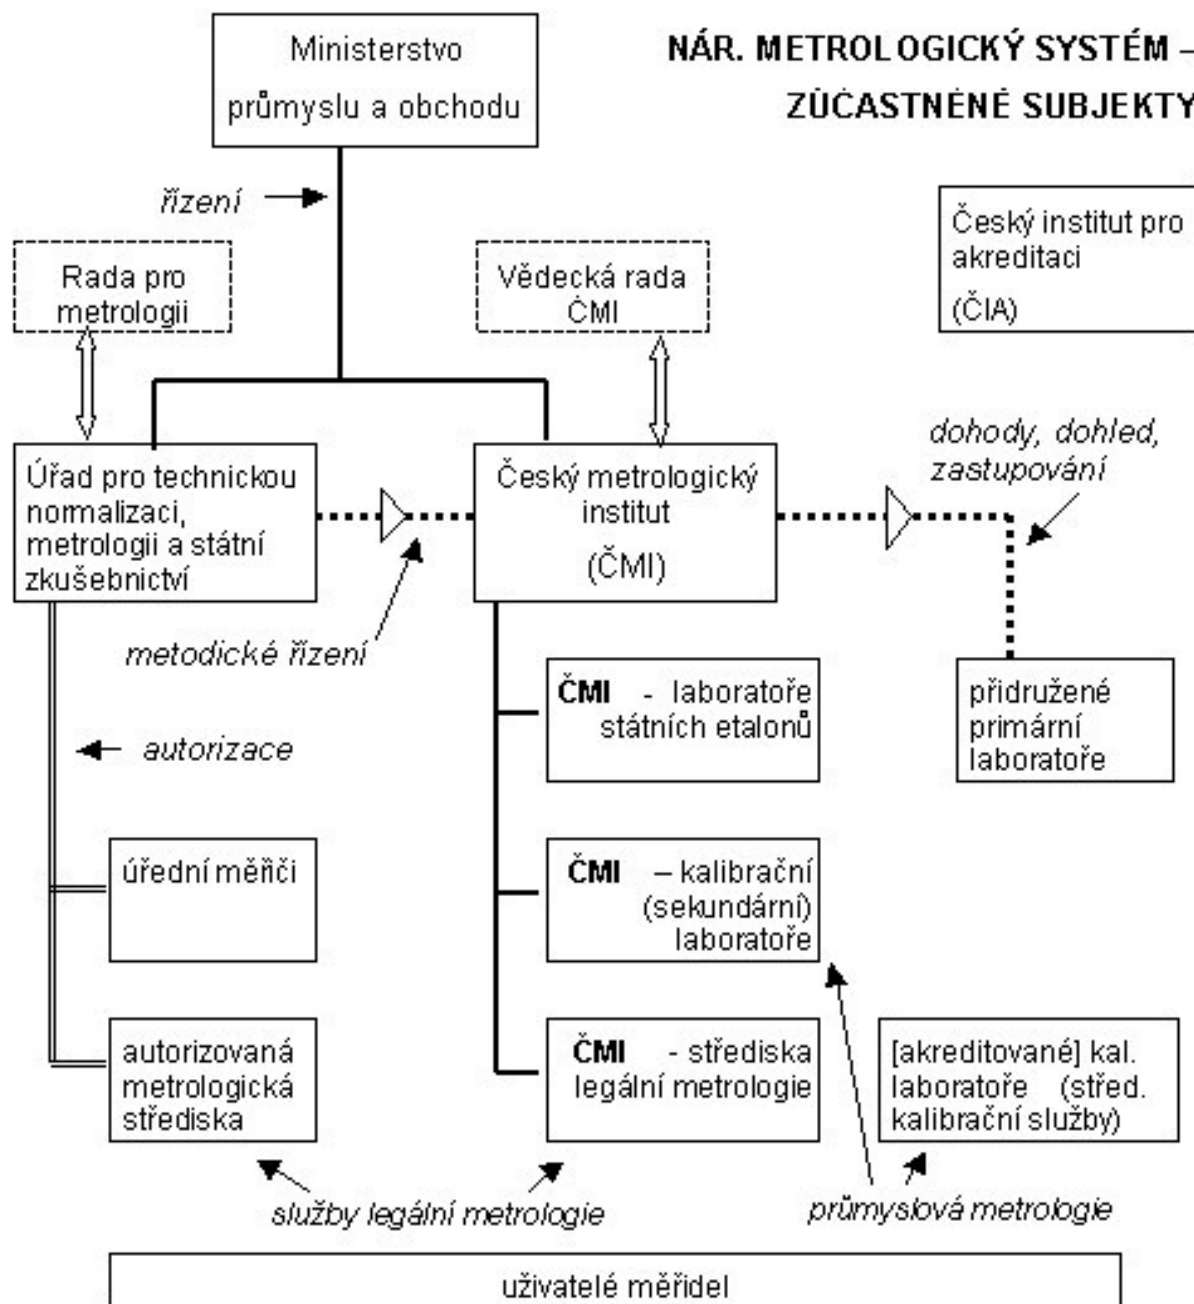 Ministerstvo
průmyslu a obchodu
NÁR. METROLOGICKÝ SYSTÉM –
ZÚČASTNĚNÉ SUBJEKTY
řízení
Český institut pro
akreditaci
(ČIA)
Rada pro
metrologii
Vědecká rada
ČMI
dohody, dohled,
zastupování
Úřad pro technickou
normalizaci,
metrologii a státní
zkušebnictví
Český metrologický
institut
(ČMI)
metodické řízení
autorizace
ČMI - laboratoře
státních etalonů
přidružené
primární
laboratoře
úřední měřiči
ČMI – kalibrační
(sekundární)
laboratoře
autorizovaná
metrologická
střediska
ČMI - střediska
legální metrologie
[akreditované] kal.
laboratoře (střed.
kalibrační služby)
služby legální metrologie
průmyslová metrologie
uživatelé měřidel